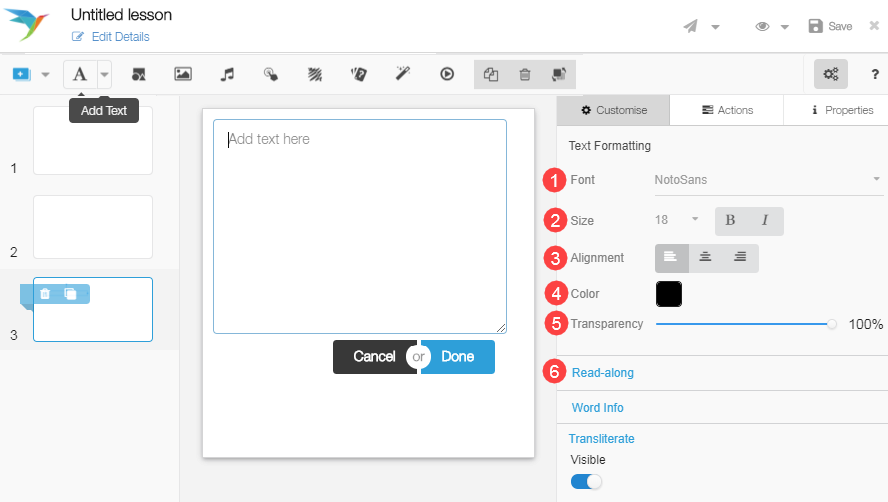 Untitled lesson
Edit Details
Save
A
?
Add Text
1
2
3
Add text here
Cancel or Done
Customise Actions Properties
Text Formatting
1 Font NotoSans
2 Size 18 B I
3 Alignment
4 Color
5 Transparency 100%
6 Read-along
Word Info
Transliterate
Visible